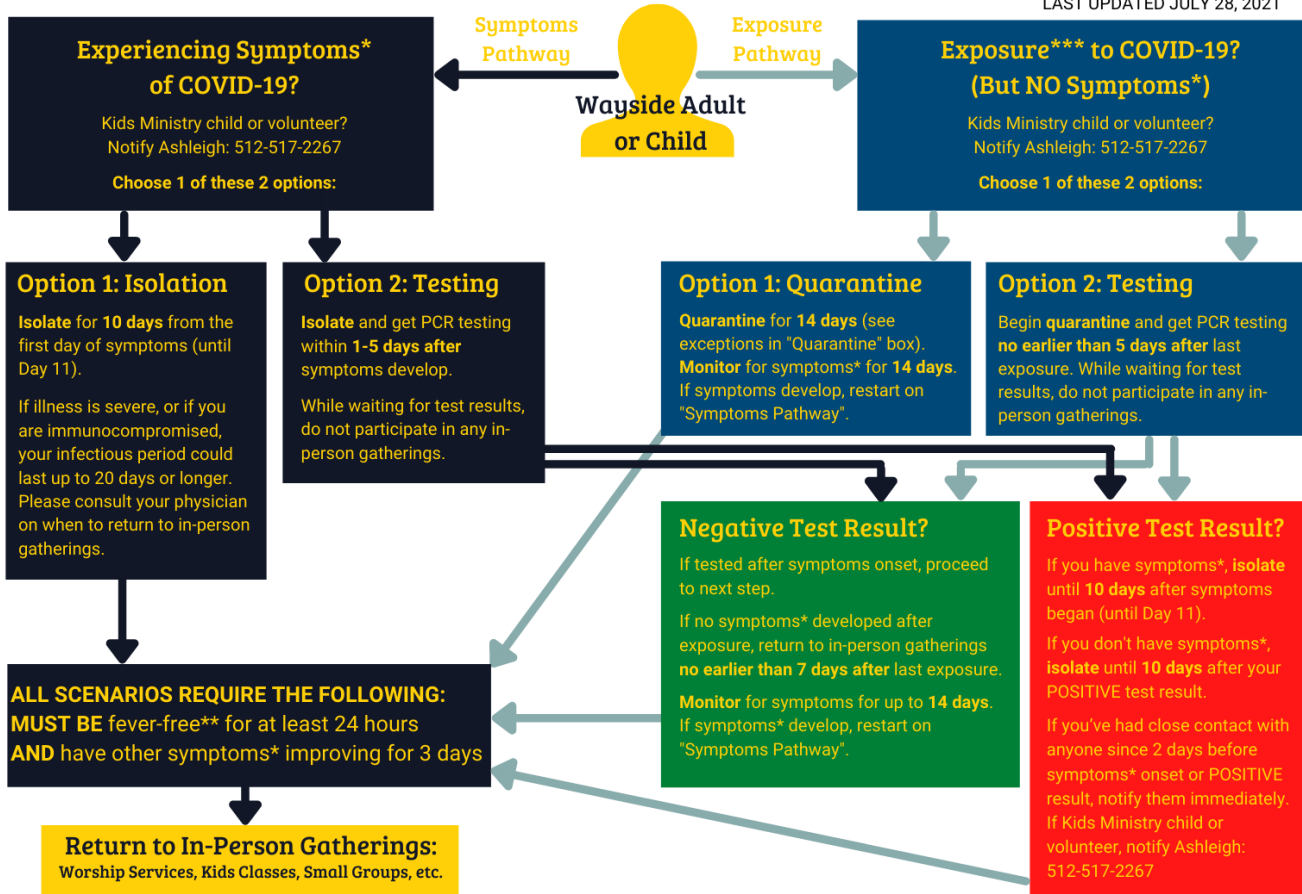 LAST UPDATED JULY 28, 2021
Symptoms
Pathway
Exposure
Pathway
Wayside Adult
or Child
Experiencing Symptoms*
of COVID-19?
Kids Ministry child or volunteer?
Notify Ashleigh: 512-517-2267
Choose 1 of these 2 options:
Exposure*** to COVID-19?
(But NO Symptoms*)
Kids Ministry child or volunteer?
Notify Ashleigh: 512-517-2267
Choose 1 of these 2 options:
Option 1: Isolation
Isolate for 10 days from the
first day of symptoms (until
Day 11).
If illness is severe, or if you
are immunocompromised,
your infectious period could
last up to 20 days or longer.
Please consult your physician
on when to return to in-person
gatherings.
Option 2: Testing
Isolate and get PCR testing
within 1-5 days after
symptoms develop.
While waiting for test results,
do not participate in any in-
person gatherings.
Option 1: Quarantine
Quarantine for 14 days (see
exceptions in "Quarantine" box).
Monitor for symptoms* for 14 days.
If symptoms develop, restart on
"Symptoms Pathway".
Option 2: Testing
Begin quarantine and get PCR testing
no earlier than 5 days after last
exposure. While waiting for test
results, do not participate in any in-
person gatherings.
Negative Test Result?
If tested after symptoms onset, proceed
to next step.
If no symptoms* developed after
exposure, return to in-person gatherings
no earlier than 7 days after last exposure.
Monitor for symptoms for up to 14 days.
If symptoms* develop, restart on
"Symptoms Pathway".
Positive Test Result?
If you have symptoms*, isolate
until 10 days after symptoms
began (until Day 11).
If you don't have symptoms*,
isolate until 10 days after your
POSITIVE test result.
If you've had close contact with
anyone since 2 days before
symptoms* onset or POSITIVE
result, notify them immediately.
If Kids Ministry child or
volunteer, notify Ashleigh:
512-517-2267
ALL SCENARIOS REQUIRE THE FOLLOWING:
MUST BE fever-free** for at least 24 hours
AND have other symptoms* improving for 3 days
Return to In-Person Gatherings:
Worship Services, Kids Classes, Small Groups, etc.